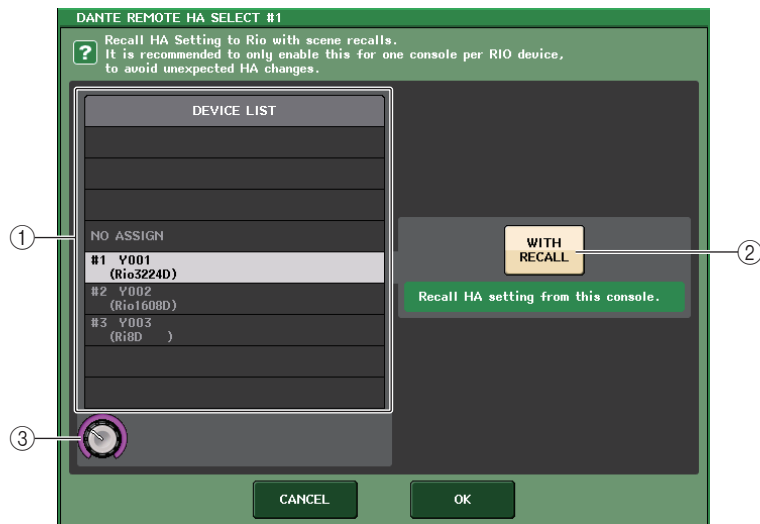 DANTE REMOTE HA SELECT #1
? Recall HA Setting to Rio with scene recalls.
It is recommended to only enable this for one console per RIO device,
to avoid unexpected HA changes.
DEVICE LIST
NO ASSIGN
#1 Y001
(Rio3224D)
#2 Y002
(Rio1608D)
#3 Y003
(Ri8D )
WITH
RECALL
Recall HA setting from this console.
①
②
③
CANCEL
OK